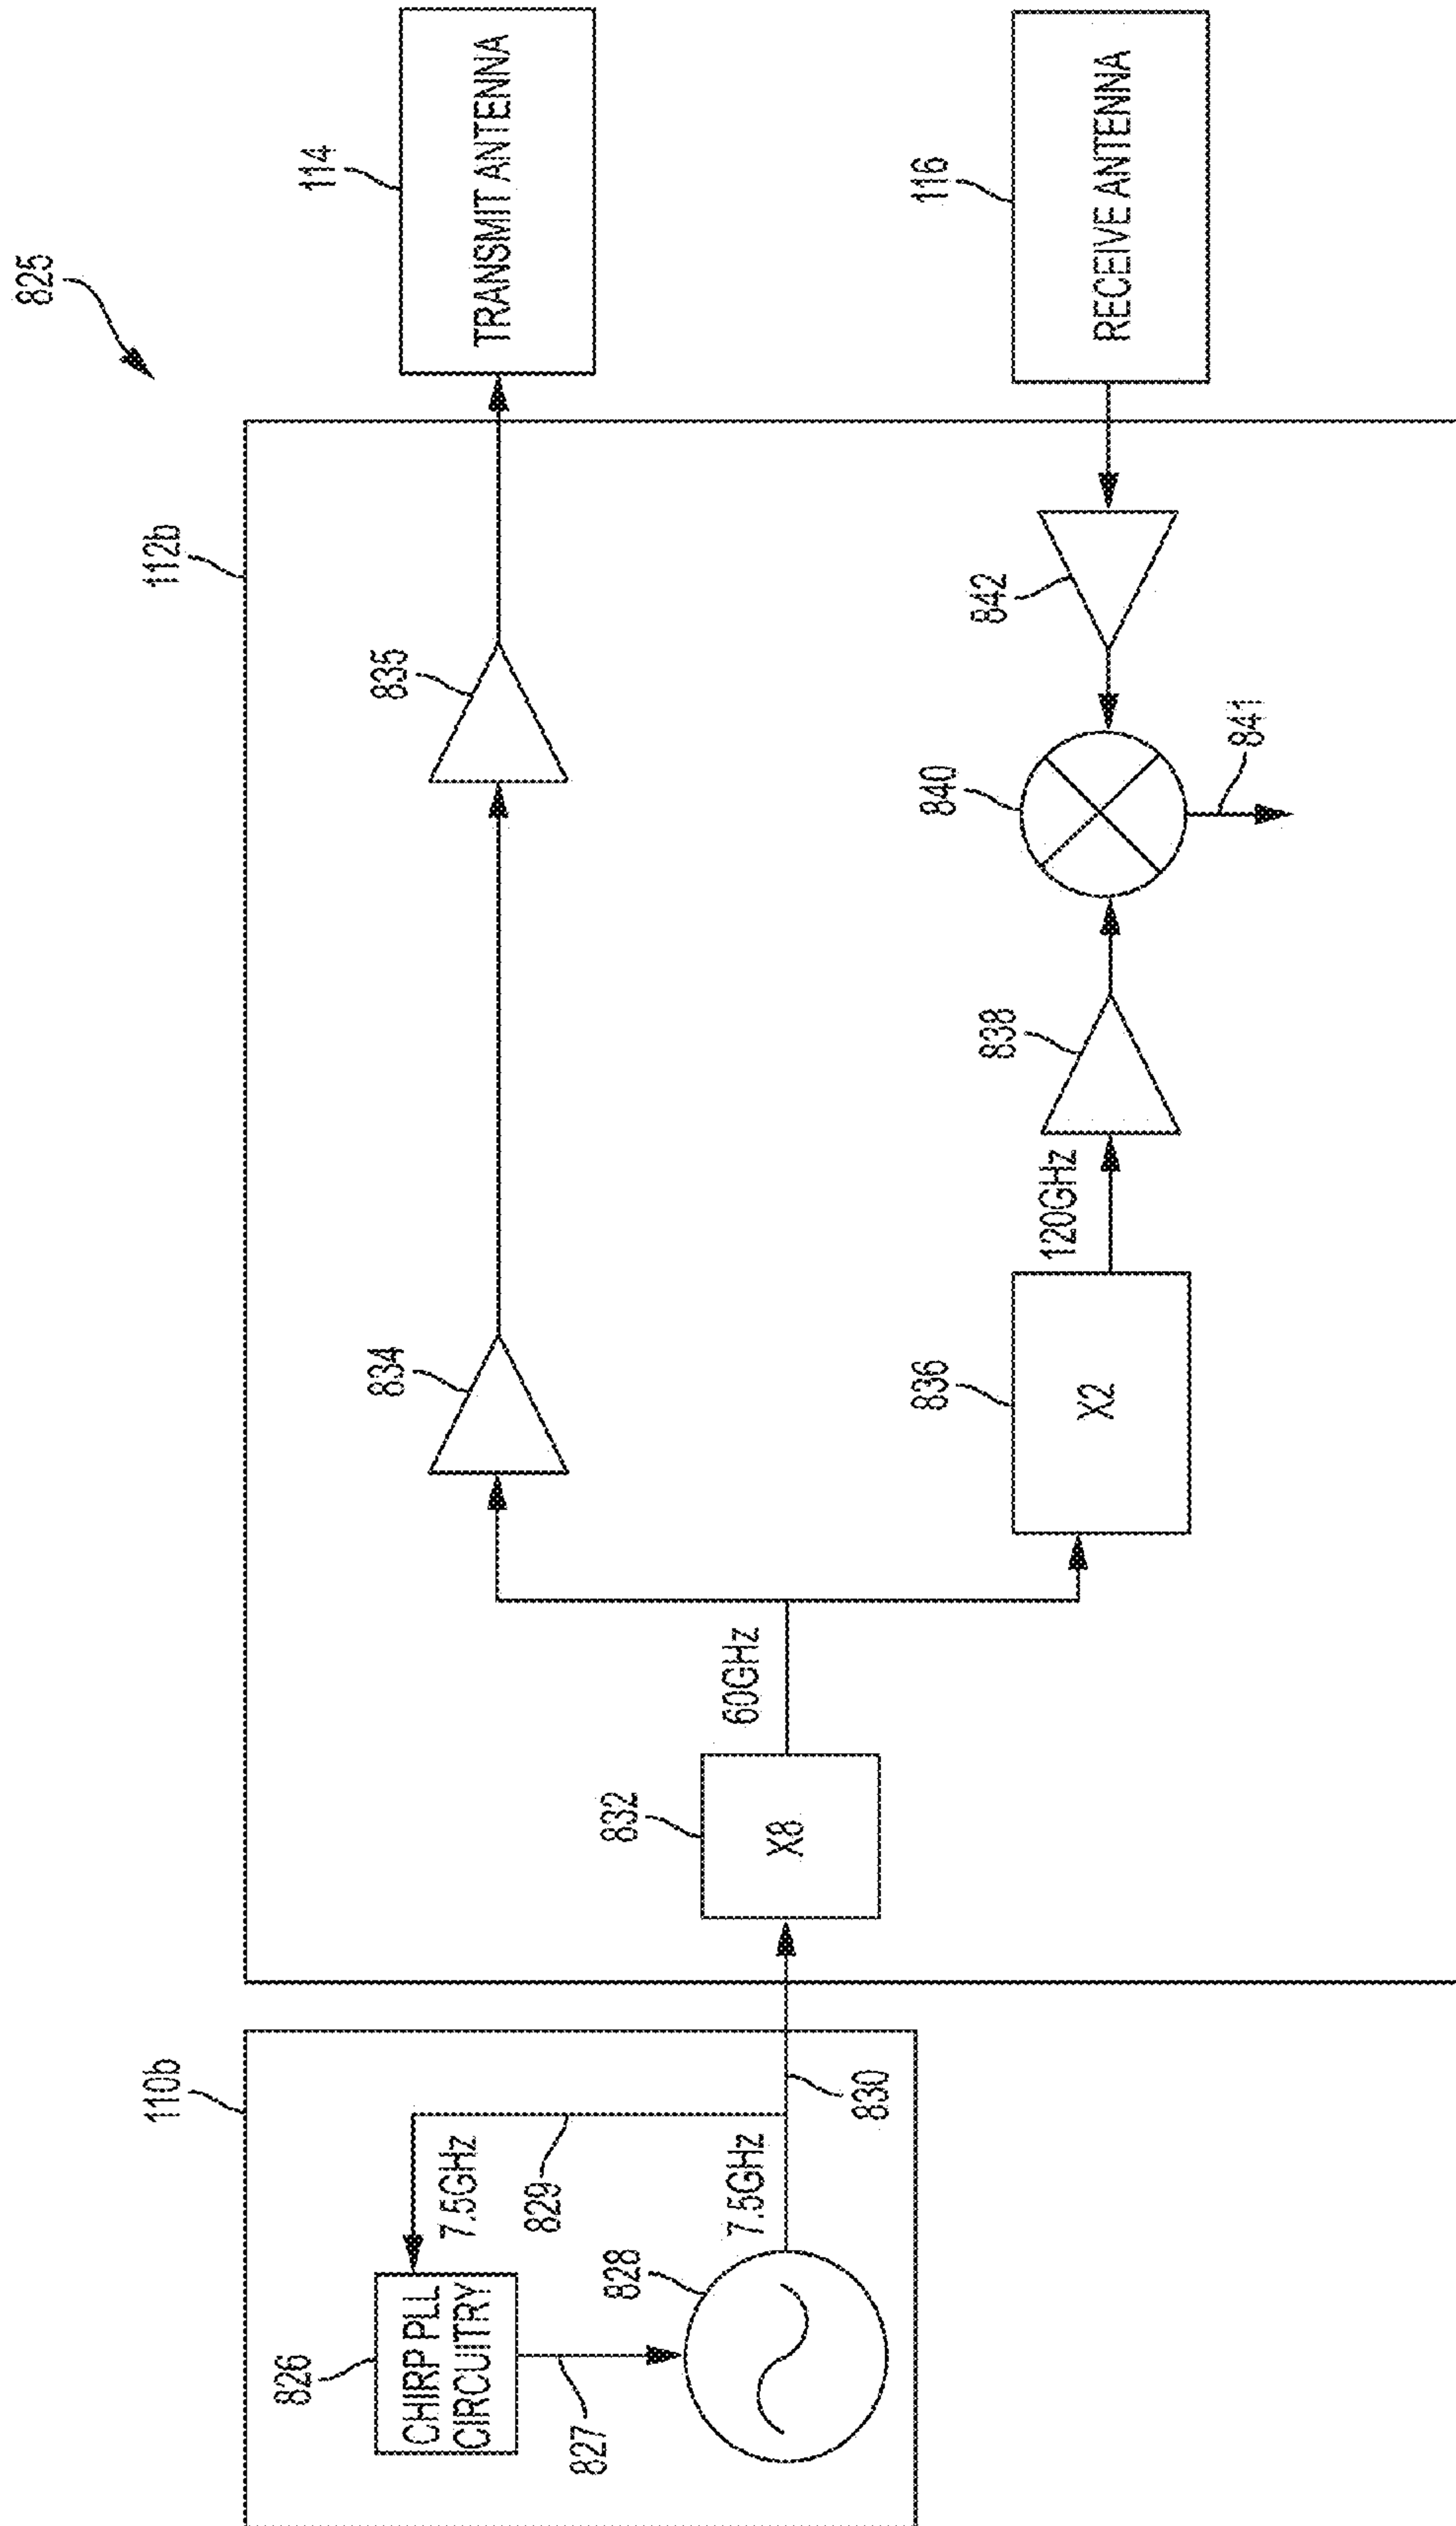 825
110b
826
CHIRP PLL
CIRCUITRY
827
7.5GHz
829
828
7.5GHz
830
112b
832
X8
60GHz
834
835
114
TRANSMIT ANTENNA
836
X2
120GHz
838
840
841
842
116
RECEIVE ANTENNA